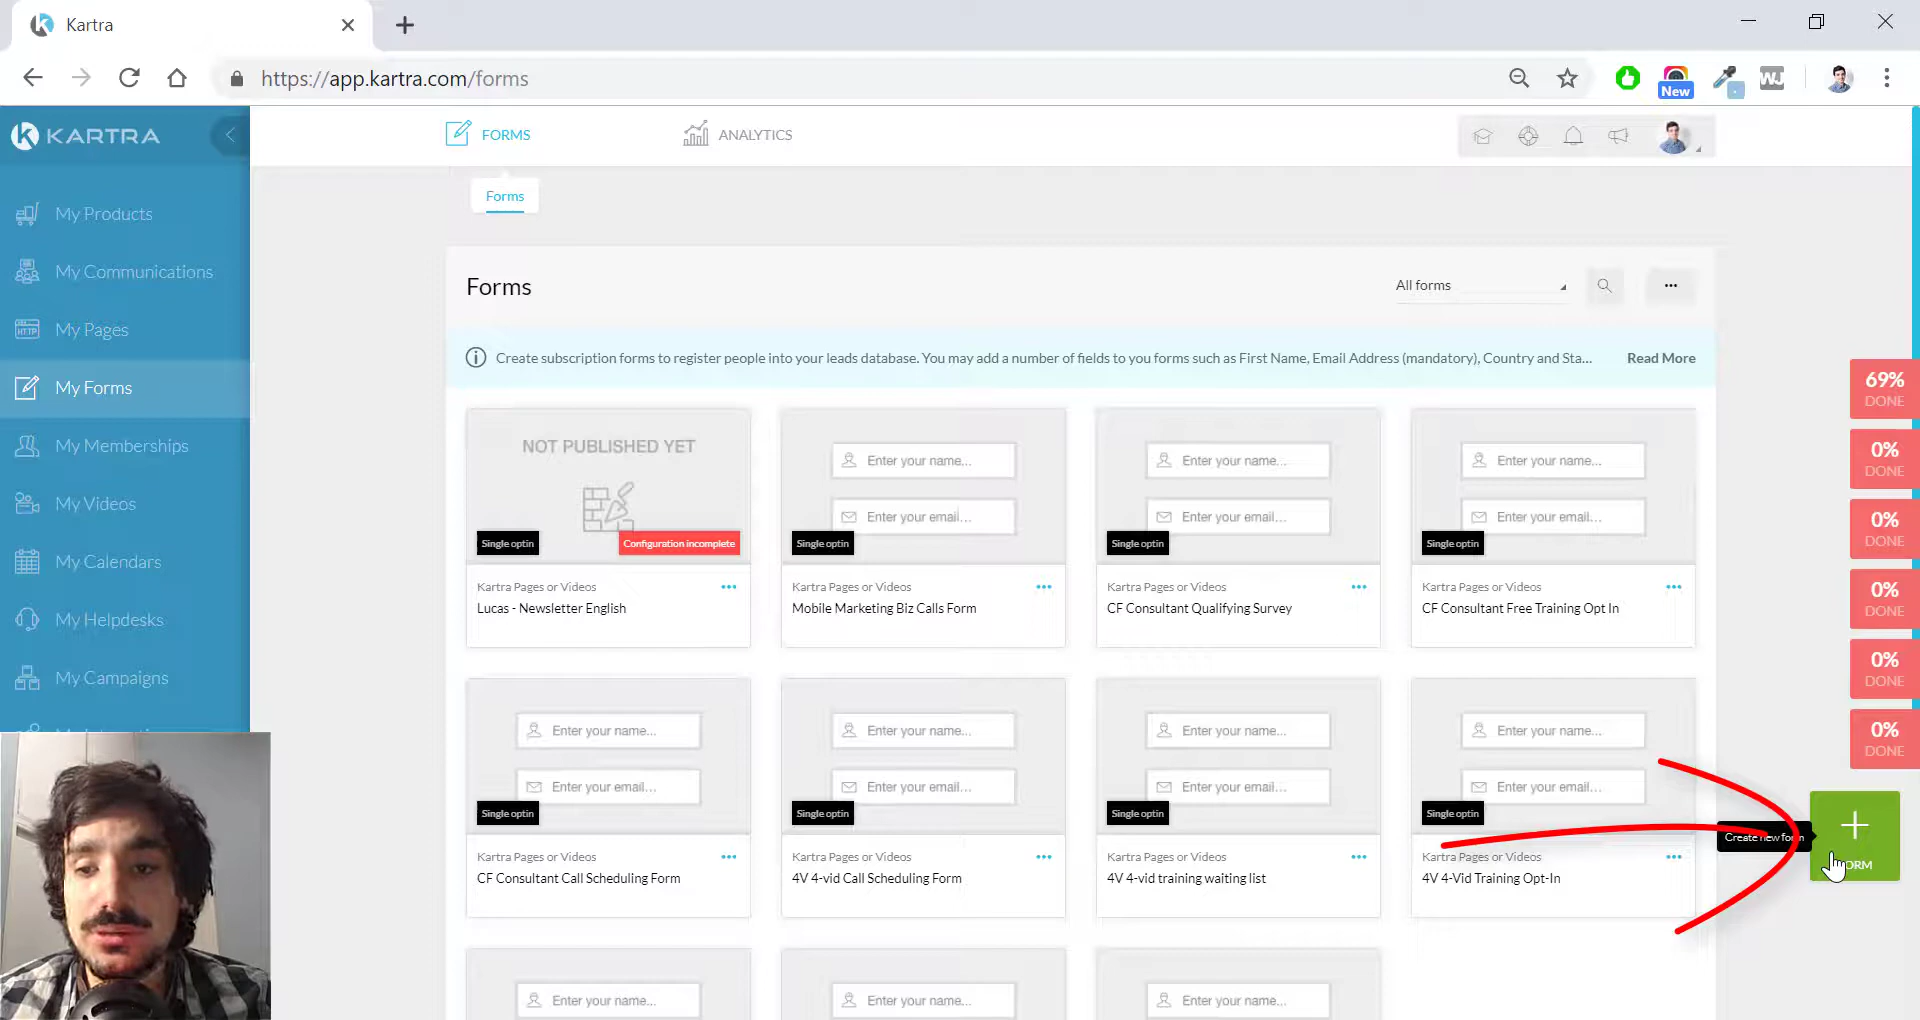 Kartra
https://app.kartra.com/forms
New
WJ
KARTRA
FORMS
ANALYTICS
My Products
My Communications
My Pages
My Forms
My Memberships
My Videos
My Calendars
My Helpdesks
My Campaigns
Forms
Forms
All forms
Create subscription forms to register people into your leads database. You may add a number of fields to you forms such as First Name, Email Address (mandatory), Country and Sta...
Read More
NOT PUBLISHED YET
Single optin
Configuration incomplete
Kartra Pages or Videos
Lucas - Newsletter English
Enter your name...
Enter your email...
Single optin
Kartra Pages or Videos
Mobile Marketing Biz Calls Form
Enter your name...
Enter your email...
Single optin
Kartra Pages or Videos
CF Consultant Qualifying Survey
Enter your name...
Enter your email...
Single optin
Kartra Pages or Videos
CF Consultant Free Training Opt In
Enter your name...
Enter your email...
Single optin
Kartra Pages or Videos
CF Consultant Call Scheduling Form
Enter your name...
Enter your email...
Single optin
Kartra Pages or Videos
4V 4-vid Call Scheduling Form
Enter your name...
Enter your email...
Single optin
Kartra Pages or Videos
4V 4-vid training waiting list
Enter your name...
Enter your email...
Single optin
Kartra Pages or Videos
4V 4-Vid Training Opt-In
Enter your name...
Enter your name...
Enter your name...
69%
DONE
0%
DONE
0%
DONE
0%
DONE
0%
DONE
0%
DONE
Create new form